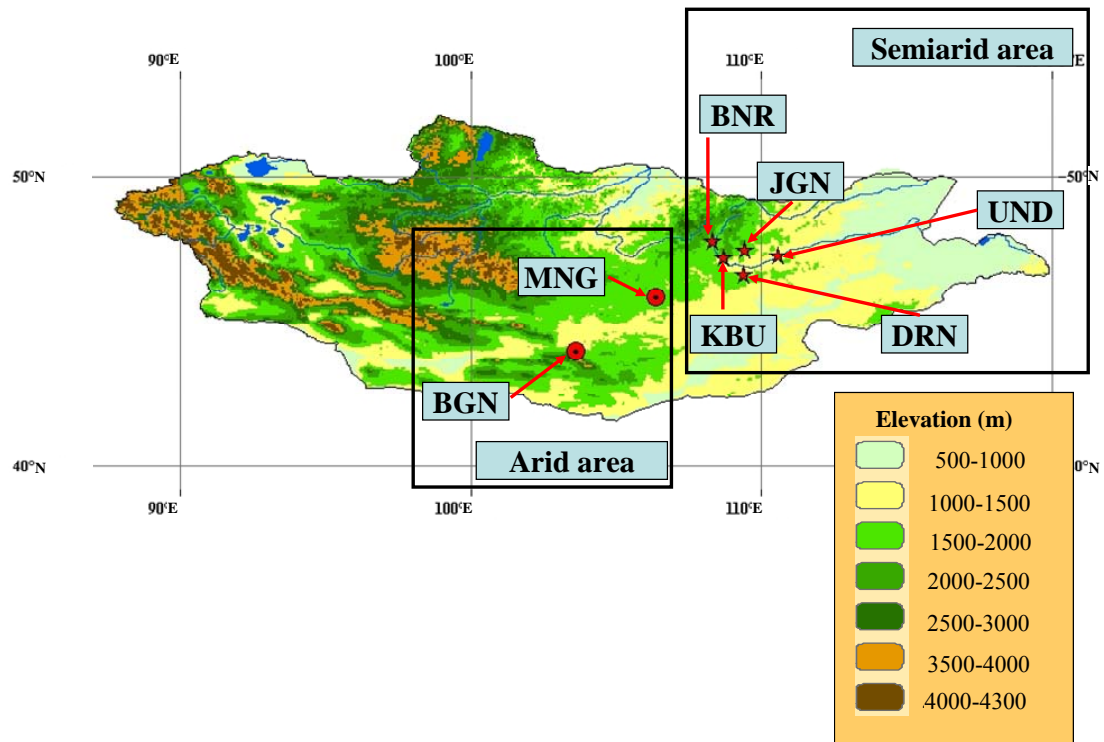 90°E
100°E
110°E
Semiarid area
BNR
50°N
JGN
50°N
UND
MNG
KBU
DRN
BGN
Arid area
40°N
0°N
90°E
100°E
110°E
Elevation (m)
500-1000
1000-1500
1500-2000
2000-2500
2500-3000
3500-4000
4000-4300